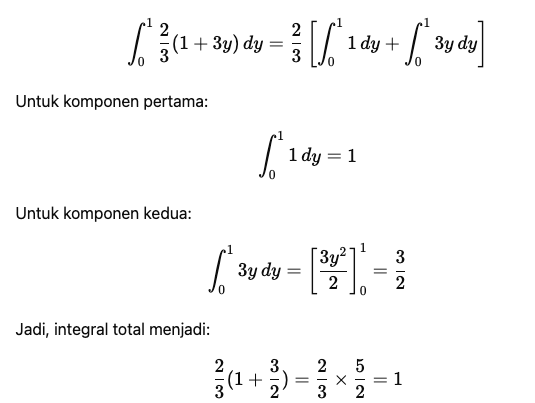 ∫₀¹ 2/3 (1 + 3y) dy = 2/3 [∫₀¹ 1 dy + ∫₀¹ 3y dy]
Untuk komponen pertama:
∫₀¹ 1 dy = 1
Untuk komponen kedua:
∫₀¹ 3y dy = [3y²/2]₀¹ = 3/2
Jadi, integral total menjadi:
2/3 (1 + 3/2) = 2/3 × 5/2 = 1